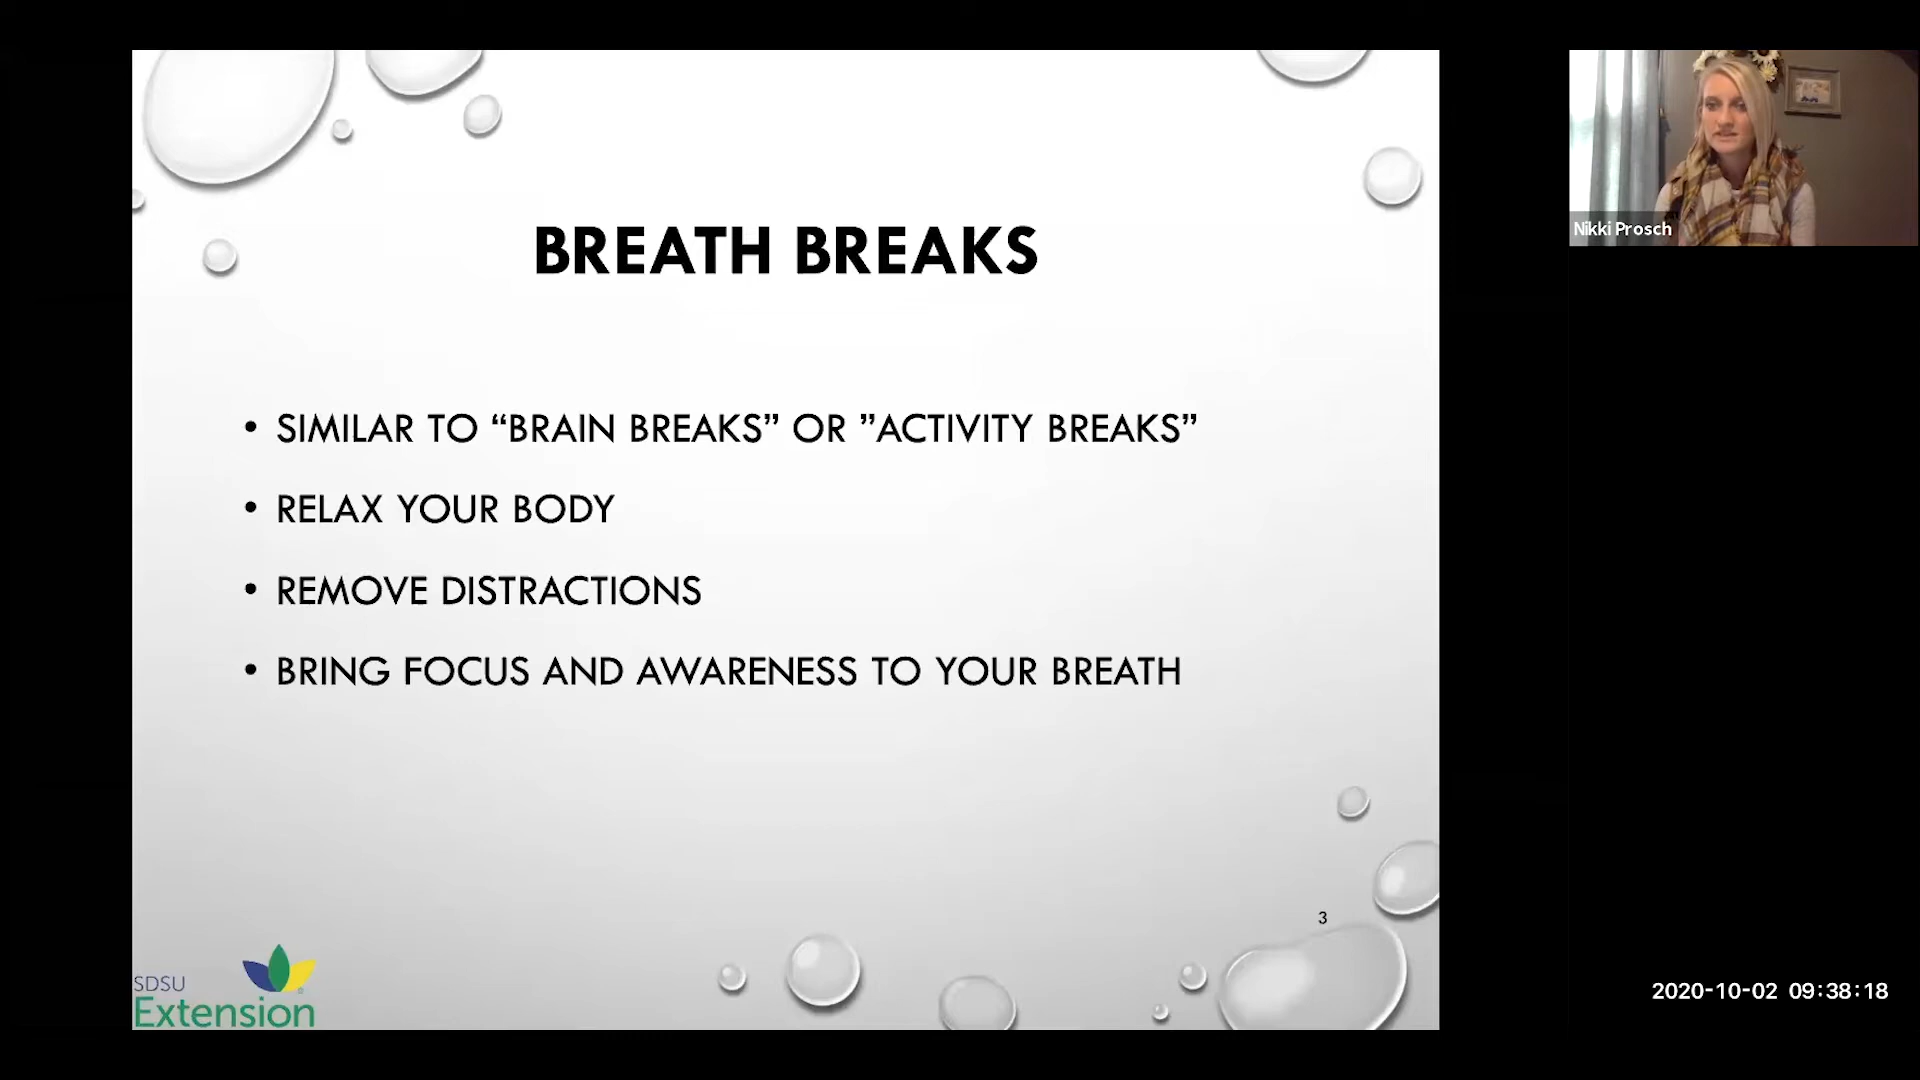 BREATH BREAKS
• SIMILAR TO “BRAIN BREAKS” OR ”ACTIVITY BREAKS”
• RELAX YOUR BODY
• REMOVE DISTRACTIONS
• BRING FOCUS AND AWARENESS TO YOUR BREATH
3
SDSU
Extension
Nikki Prosch
2020-10-02 09:38:18